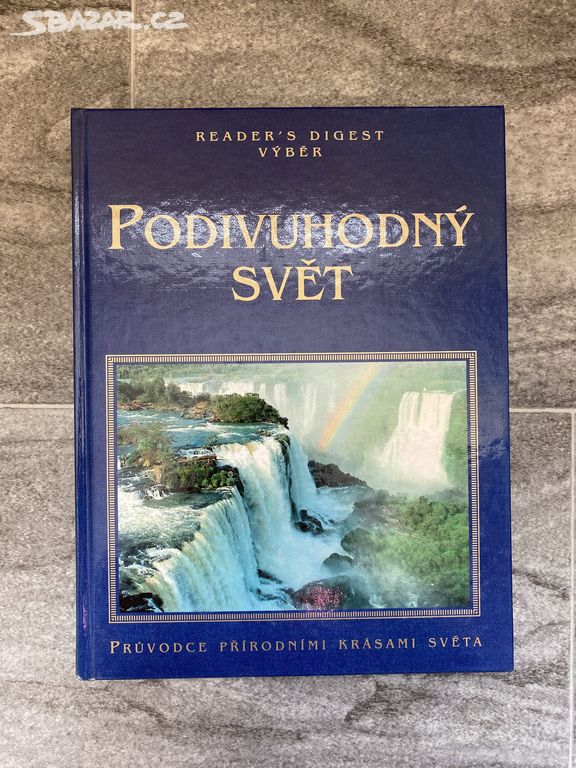 SBAZAR.CZ
READER'S DIGEST
VÝBĚR
PODIVUHODNÝ
SVĚT
PRŮVODCE PŘÍRODNÍMI KRÁSAMI SVĚTA